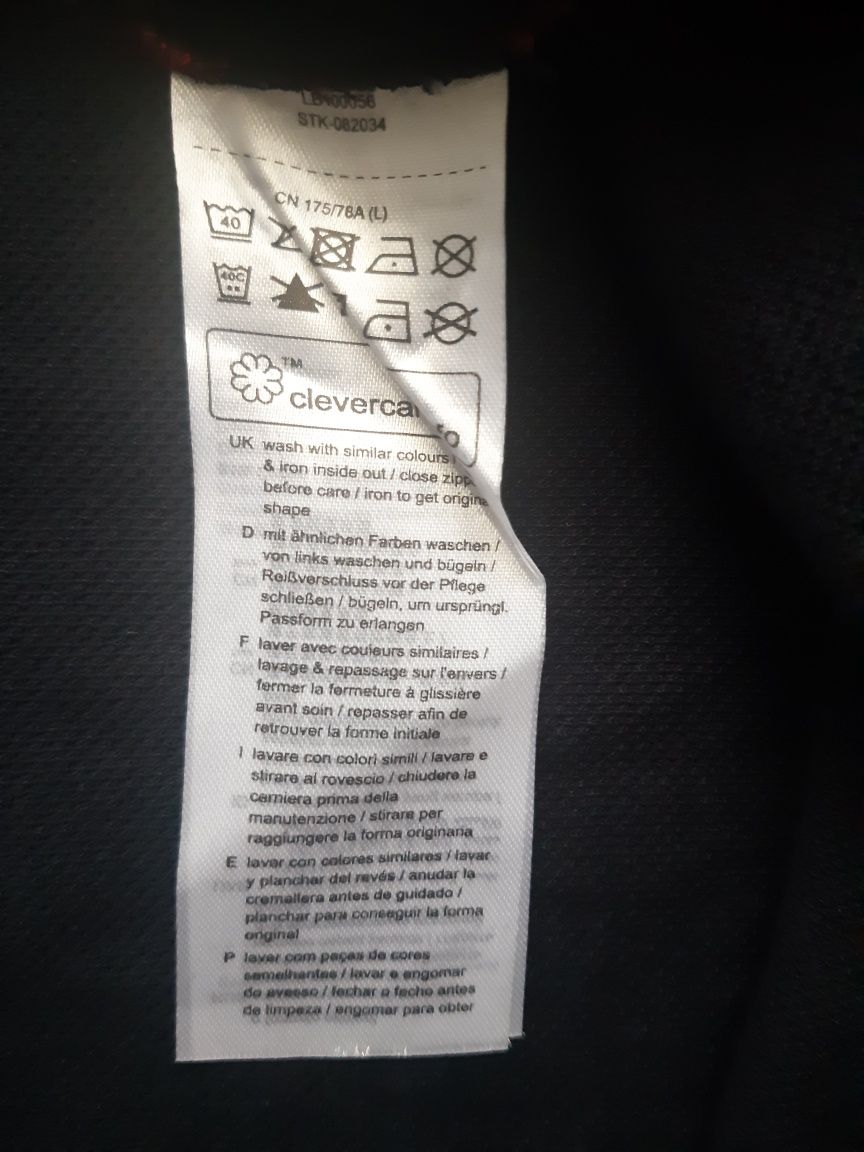 STK-082034
CN 175/78A (L)
40
40C
TM
UK wash with similar colours
& iron inside out / close
before care / iron to get
shape
D mit ähnlichen Farben waschen /
von links waschen und bügeln /
Reißverschluss vor der Pflege
schließen / bügeln, um ursprüngl.
Passform zu erlangen
F laver avec couleurs similaires /
lavage & repassage sur l'envers /
fermer la fermeture à glissière
avant soin / repasser afin de
retrouver la forme initiale
I lavare con colori simili / lavare e
stirare al rovescio / chiudere la
cerniera prima della
manutenzione / stirare per
raggiungere la forma originaria
E lavar con colores similares / lavar
y planchar del revés / anudar la
cremallera antes de guidado /
planchar para conseguir la forma
original
P lavar com peças de cores
semelhantes / lavar e engomar
do avesso / fechar o fecho antes
de limpeza / engomar para obter